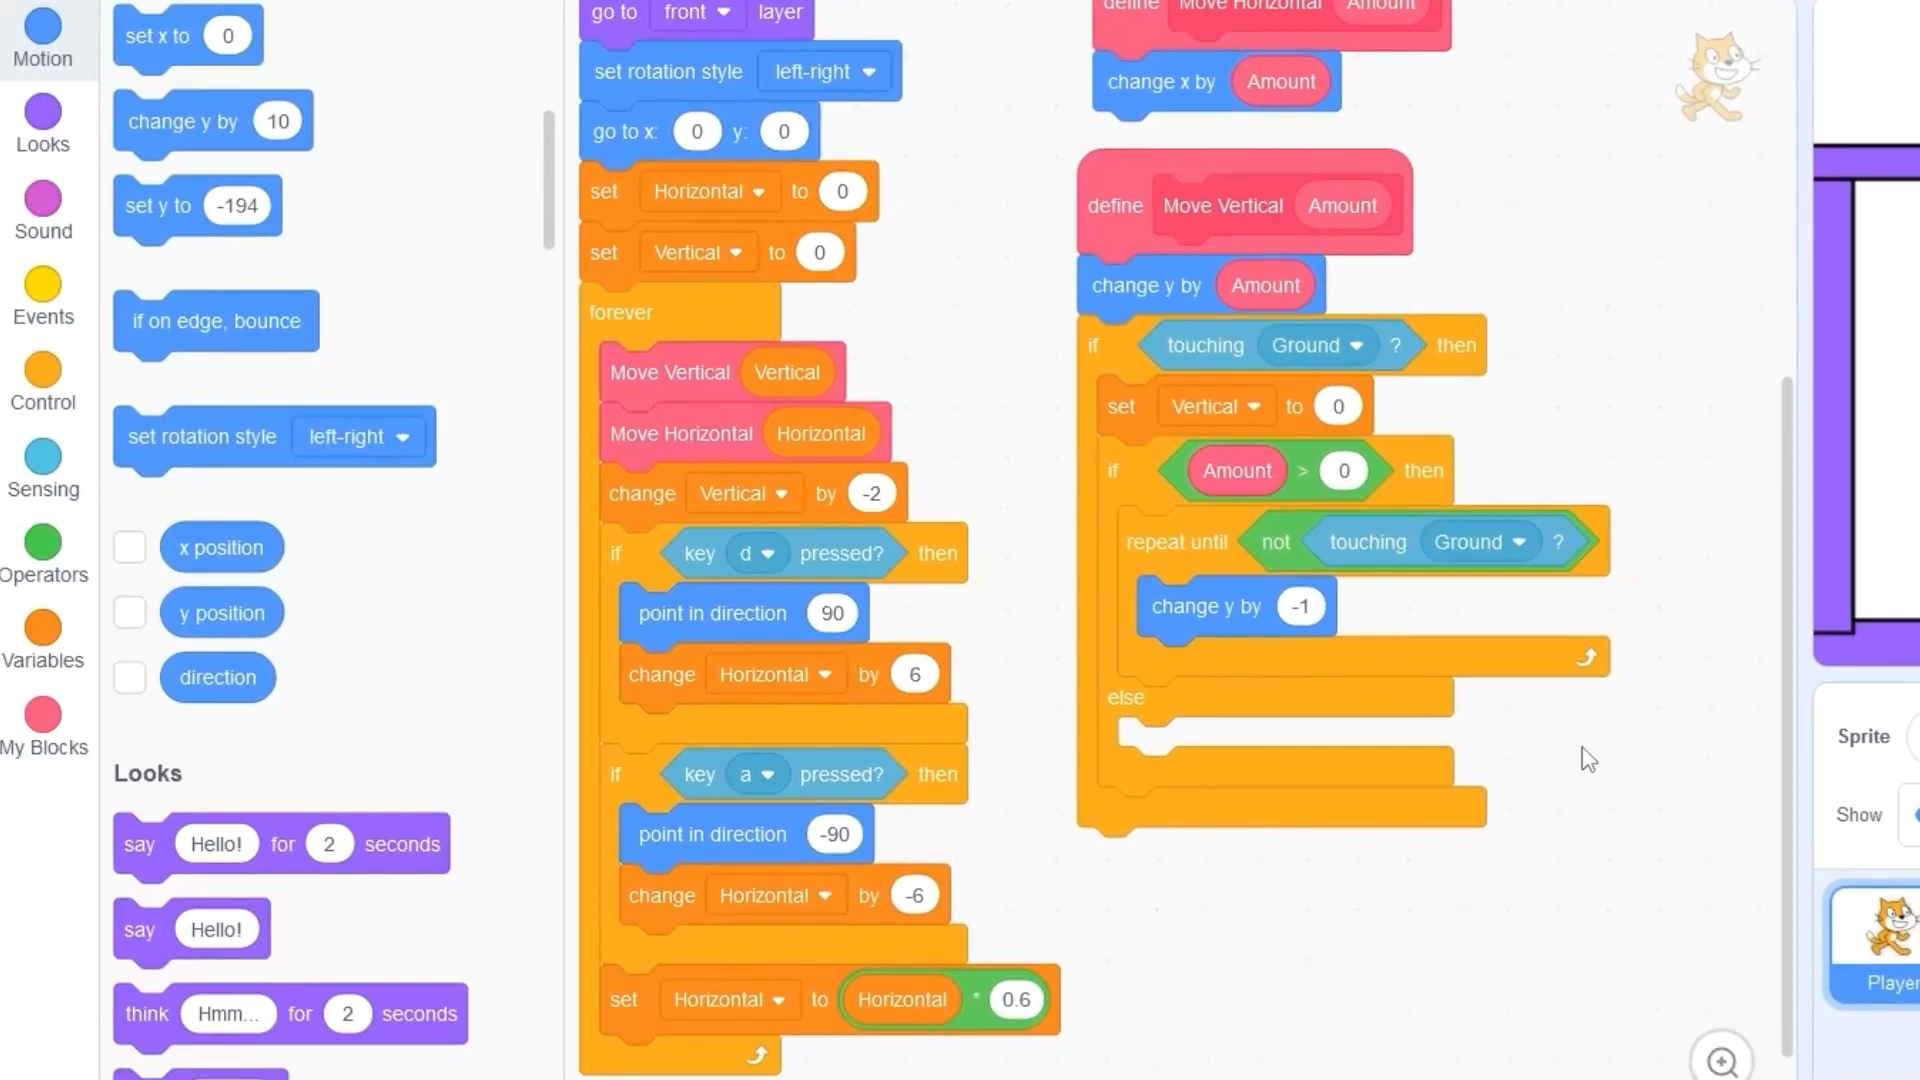 Motion
Looks
Sound
Events
Control
Sensing
Operators
Variables
My Blocks
set x to 0
change y by 10
set y to -194
if on edge, bounce
set rotation style left-right
x position
y position
direction
Looks
say Hello! for 2 seconds
say Hello!
think Hmm... for 2 seconds
go to front layer
set rotation style left-right
go to x: 0 y: 0
set Horizontal to 0
set Vertical to 0
forever
Move Vertical Vertical
Move Horizontal Horizontal
change Vertical by -2
if key d pressed? then
point in direction 90
change Horizontal by 6
if key a pressed? then
point in direction -90
change Horizontal by -6
set Horizontal to Horizontal * 0.6
define Move Horizontal Amount
change x by Amount
define Move Vertical Amount
change y by Amount
if touching Ground ? then
set Vertical to 0
if Amount > 0 then
repeat until not touching Ground ?
change y by -1
else
Sprite
Show
Player